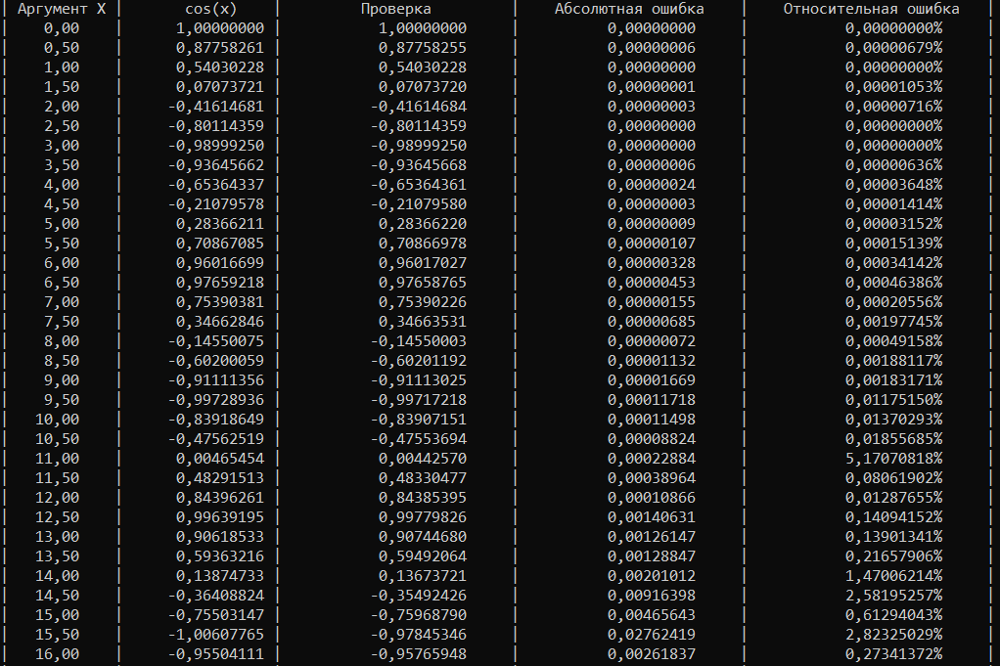 | Аргумент X | cos(x) | Проверка | Абсолютная ошибка | Относительная ошибка |
| 0,00 | 1,00000000 | 1,00000000 | 0,00000000 | 0,00000000% |
| 0,50 | 0,87758261 | 0,87758255 | 0,00000006 | 0,00000679% |
| 1,00 | 0,54030228 | 0,54030228 | 0,00000000 | 0,00000000% |
| 1,50 | 0,07073721 | 0,07073720 | 0,00000001 | 0,00001053% |
| 2,00 | -0,41614681 | -0,41614684 | 0,00000003 | 0,00000716% |
| 2,50 | -0,80114359 | -0,80114359 | 0,00000000 | 0,00000000% |
| 3,00 | -0,98999250 | -0,98999250 | 0,00000000 | 0,00000000% |
| 3,50 | -0,93645662 | -0,93645668 | 0,00000006 | 0,00000636% |
| 4,00 | -0,65364337 | -0,65364361 | 0,00000024 | 0,00003648% |
| 4,50 | -0,21079578 | -0,21079580 | 0,00000003 | 0,00001414% |
| 5,00 | 0,28366211 | 0,28366220 | 0,00000009 | 0,00003152% |
| 5,50 | 0,70867085 | 0,70866978 | 0,00000107 | 0,00015139% |
| 6,00 | 0,96016699 | 0,96017027 | 0,00000328 | 0,00034142% |
| 6,50 | 0,97659218 | 0,97658765 | 0,00000453 | 0,00046386% |
| 7,00 | 0,75390381 | 0,75390226 | 0,00000155 | 0,00020556% |
| 7,50 | 0,34662846 | 0,34663531 | 0,00000685 | 0,00197745% |
| 8,00 | -0,14550075 | -0,14550003 | 0,00000072 | 0,00049158% |
| 8,50 | -0,60200059 | -0,60201192 | 0,00001132 | 0,00188117% |
| 9,00 | -0,91111356 | -0,91113025 | 0,00001669 | 0,00183171% |
| 9,50 | -0,99728936 | -0,99717218 | 0,00011718 | 0,01175150% |
| 10,00 | -0,83918649 | -0,83907151 | 0,00011498 | 0,01370293% |
| 10,50 | -0,47562519 | -0,47553694 | 0,00008824 | 0,01855685% |
| 11,00 | 0,00465454 | 0,00442570 | 0,00022884 | 5,17070818% |
| 11,50 | 0,48291513 | 0,48330477 | 0,00038964 | 0,08061902% |
| 12,00 | 0,84396261 | 0,84385395 | 0,00010866 | 0,01287655% |
| 12,50 | 0,99639195 | 0,99779826 | 0,00140631 | 0,14094152% |
| 13,00 | 0,90618533 | 0,90744680 | 0,00126147 | 0,13901341% |
| 13,50 | 0,59363216 | 0,59492064 | 0,00128847 | 0,21657906% |
| 14,00 | 0,13874733 | 0,13673721 | 0,00201012 | 1,47006214% |
| 14,50 | -0,36408824 | -0,35492426 | 0,00916398 | 2,58195257% |
| 15,00 | -0,75503147 | -0,75968790 | 0,00465643 | 0,61294043% |
| 15,50 | -1,00607765 | -0,97845346 | 0,02762419 | 2,82325029% |
| 16,00 | -0,95504111 | -0,95765948 | 0,00261837 | 0,27341372% |